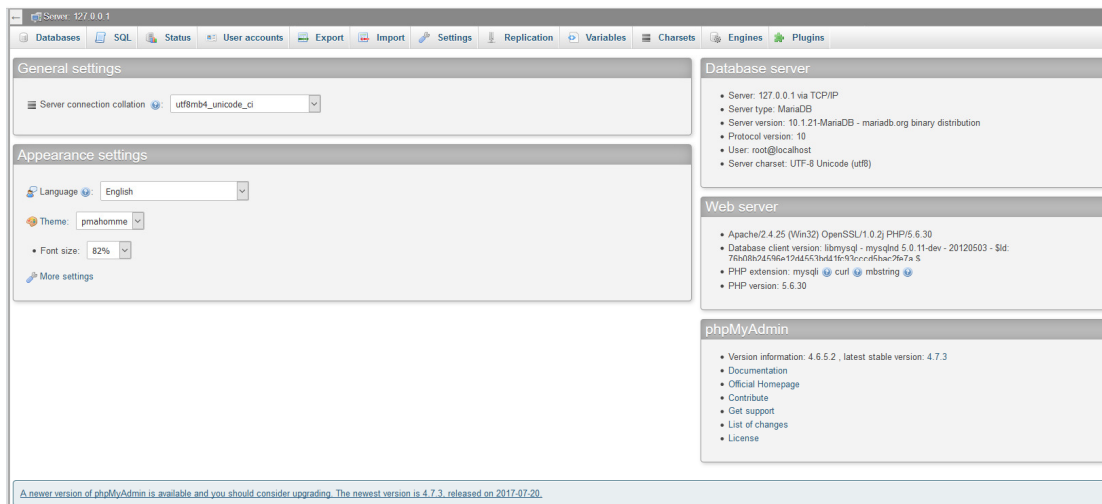 Server: 127.0.0.1
Databases SQL Status User accounts Export Import Settings Replication Variables Charsets Engines Plugins
General settings
Server connection collation : utf8mb4_unicode_ci
Appearance settings
Language : English
Theme: pmahomme
Font size: 82%
More settings
Database server
Server: 127.0.0.1 via TCP/IP
Server type: MariaDB
Server version: 10.1.21-MariaDB - mariadb.org binary distribution
Protocol version: 10
User: root@localhost
Server charset: UTF-8 Unicode (utf8)
Web server
Apache/2.4.25 (Win32) OpenSSL/1.0.2j PHP/5.6.30
Database client version: libmysql - mysqlnd 5.0.11-dev - 20120503 - $Id:
76b08b24596e12d4553bd41fc93cccd5bac2fe7a $
PHP extension: mysqli curl mbstring
PHP version: 5.6.30
phpMyAdmin
Version information: 4.6.5.2 , latest stable version: 4.7.3
Documentation
Official Homepage
Contribute
Get support
List of changes
License
A newer version of phpMyAdmin is available and you should consider upgrading. The newest version is 4.7.3, released on 2017-07-20.